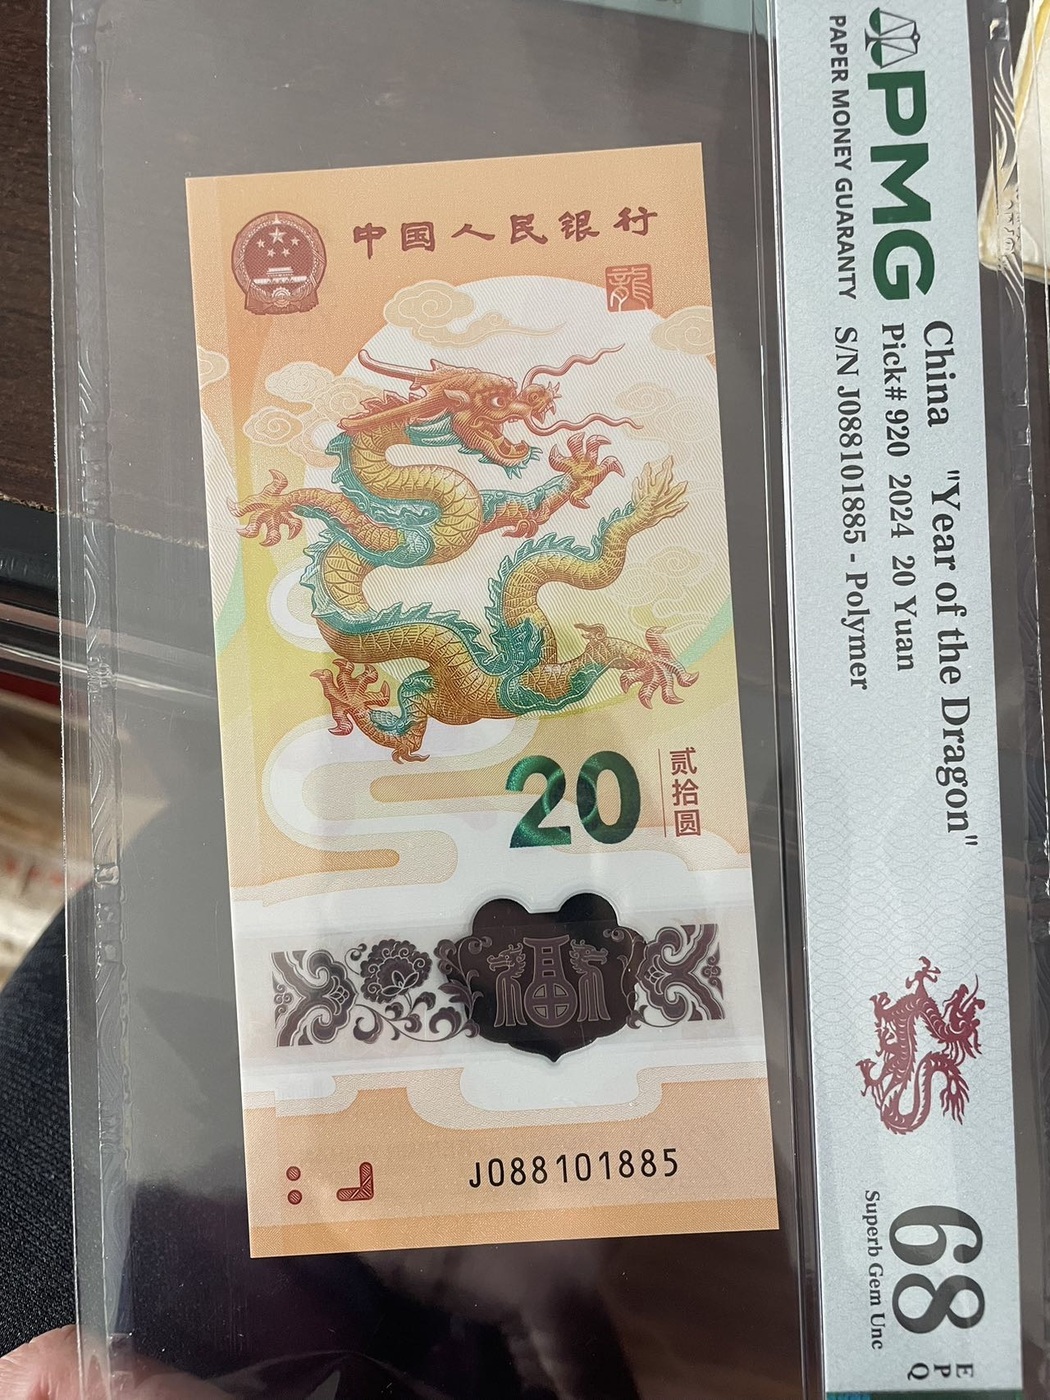 中国人民银行
龍
20
贰拾圆
福
J088101885
PMG
PAPER MONEY GUARANTY
China "Year of the Dragon"
Pick# 920 2024 20 Yuan
S/N J088101885 - Polymer
68 EPQ
Superb Gem Unc